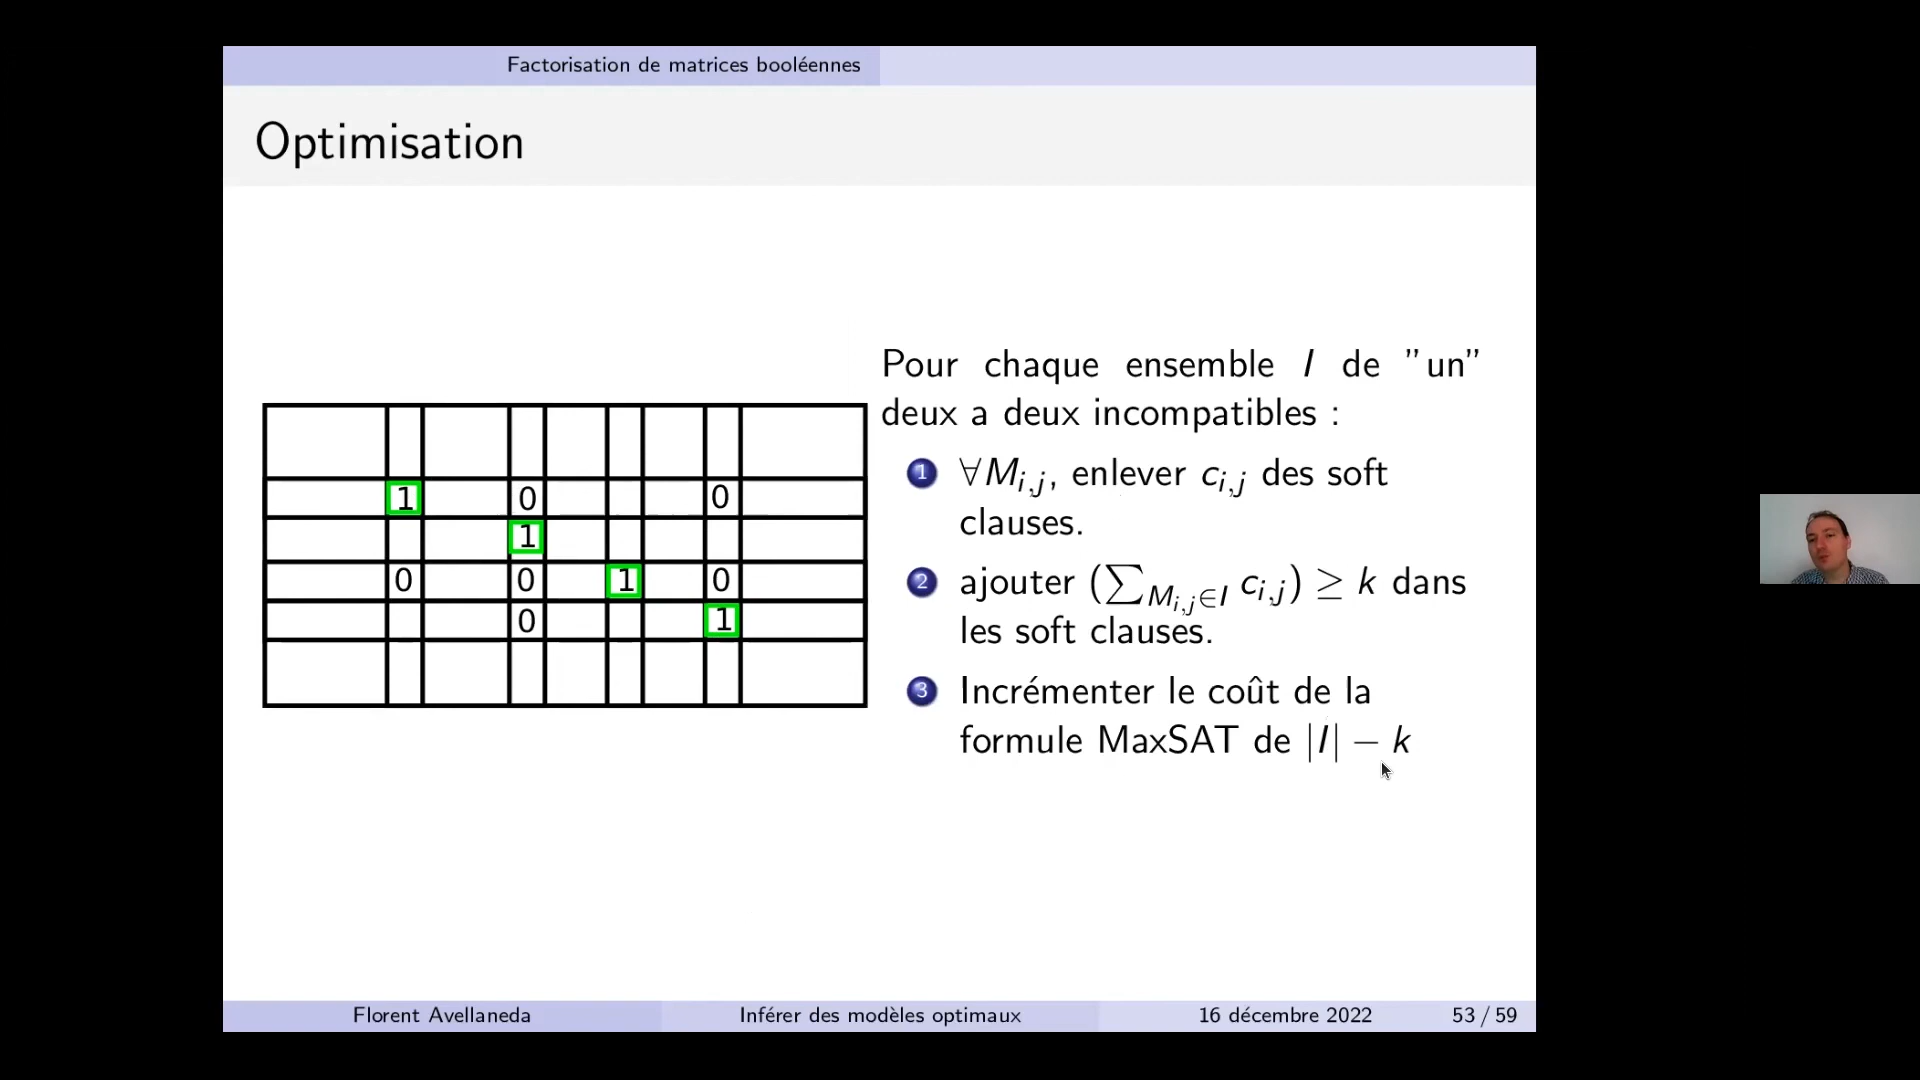 Factorisation de matrices booléennes
Optimisation
1 0 0
1
0 0 1 0
0 1
Pour chaque ensemble I de ”un”
deux a deux incompatibles :
1 ∀M_{i,j}, enlever c_{i,j} des soft
clauses.
2 ajouter (∑_{M_{i,j}∈I} c_{i,j}) ≥ k dans
les soft clauses.
3 Incrémenter le coût de la
formule MaxSAT de |I| − k
Florent Avellaneda Inférer des modèles optimaux 16 décembre 2022 53 / 59